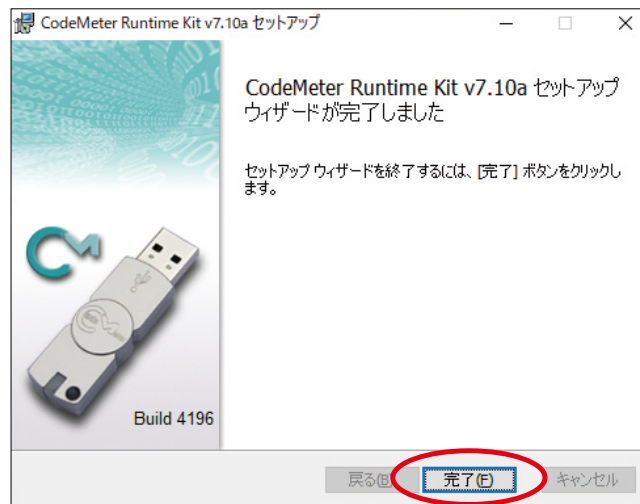 CodeMeter Runtime Kit v7.10a セットアップ
CodeMeter Runtime Kit v7.10a セットアップ
ウィザードが完了しました
セットアップ ウィザードを終了するには、[完了] ボタンをクリックし
ます。
CM
Build 4196
戻る(B)
完了(F)
キャンセル